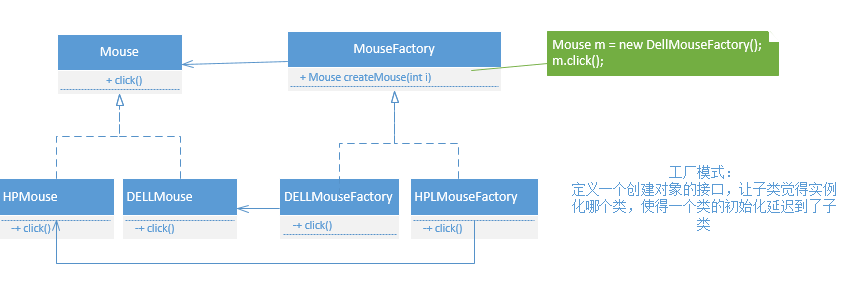 Mouse
+ click()
MouseFactory
+ Mouse createMouse(int i)
Mouse m = new DellMouseFactory();
m.click();
HPMouse
click()
DELLMouse
click()
DELLMouseFactory
click()
HPLMouseFactory
click()
工厂模式：
定义一个创建对象的接口，让子类觉得实例
化哪个类，使得一个类的初始化延迟到了子
类